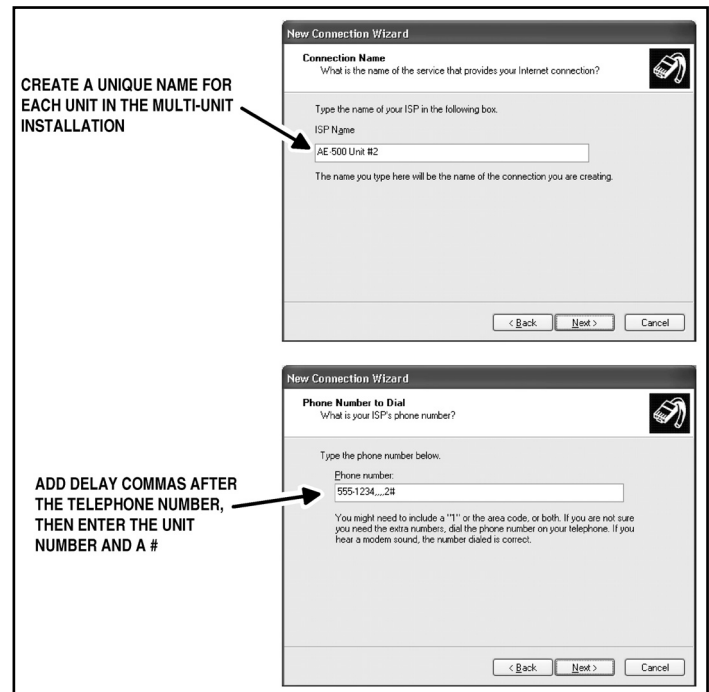 New Connection Wizard
Connection Name
What is the name of the service that provides your Internet connection?
CREATE A UNIQUE NAME FOR
EACH UNIT IN THE MULTI-UNIT
INSTALLATION
Type the name of your ISP in the following box.
ISP Name
AE-500 Unit #2
The name you type here will be the name of the connection you are creating.
< Back
Next >
Cancel
New Connection Wizard
Phone Number to Dial
What is your ISP's phone number?
Type the phone number below.
Phone number:
555-1234,,,,2#
ADD DELAY COMMAS AFTER
THE TELEPHONE NUMBER,
THEN ENTER THE UNIT
NUMBER AND A #
You might need to include a "1" or the area code, or both. If you are not sure
you need the extra numbers, dial the phone number on your telephone. If you
hear a modem sound, the number dialed is correct.
< Back
Next >
Cancel